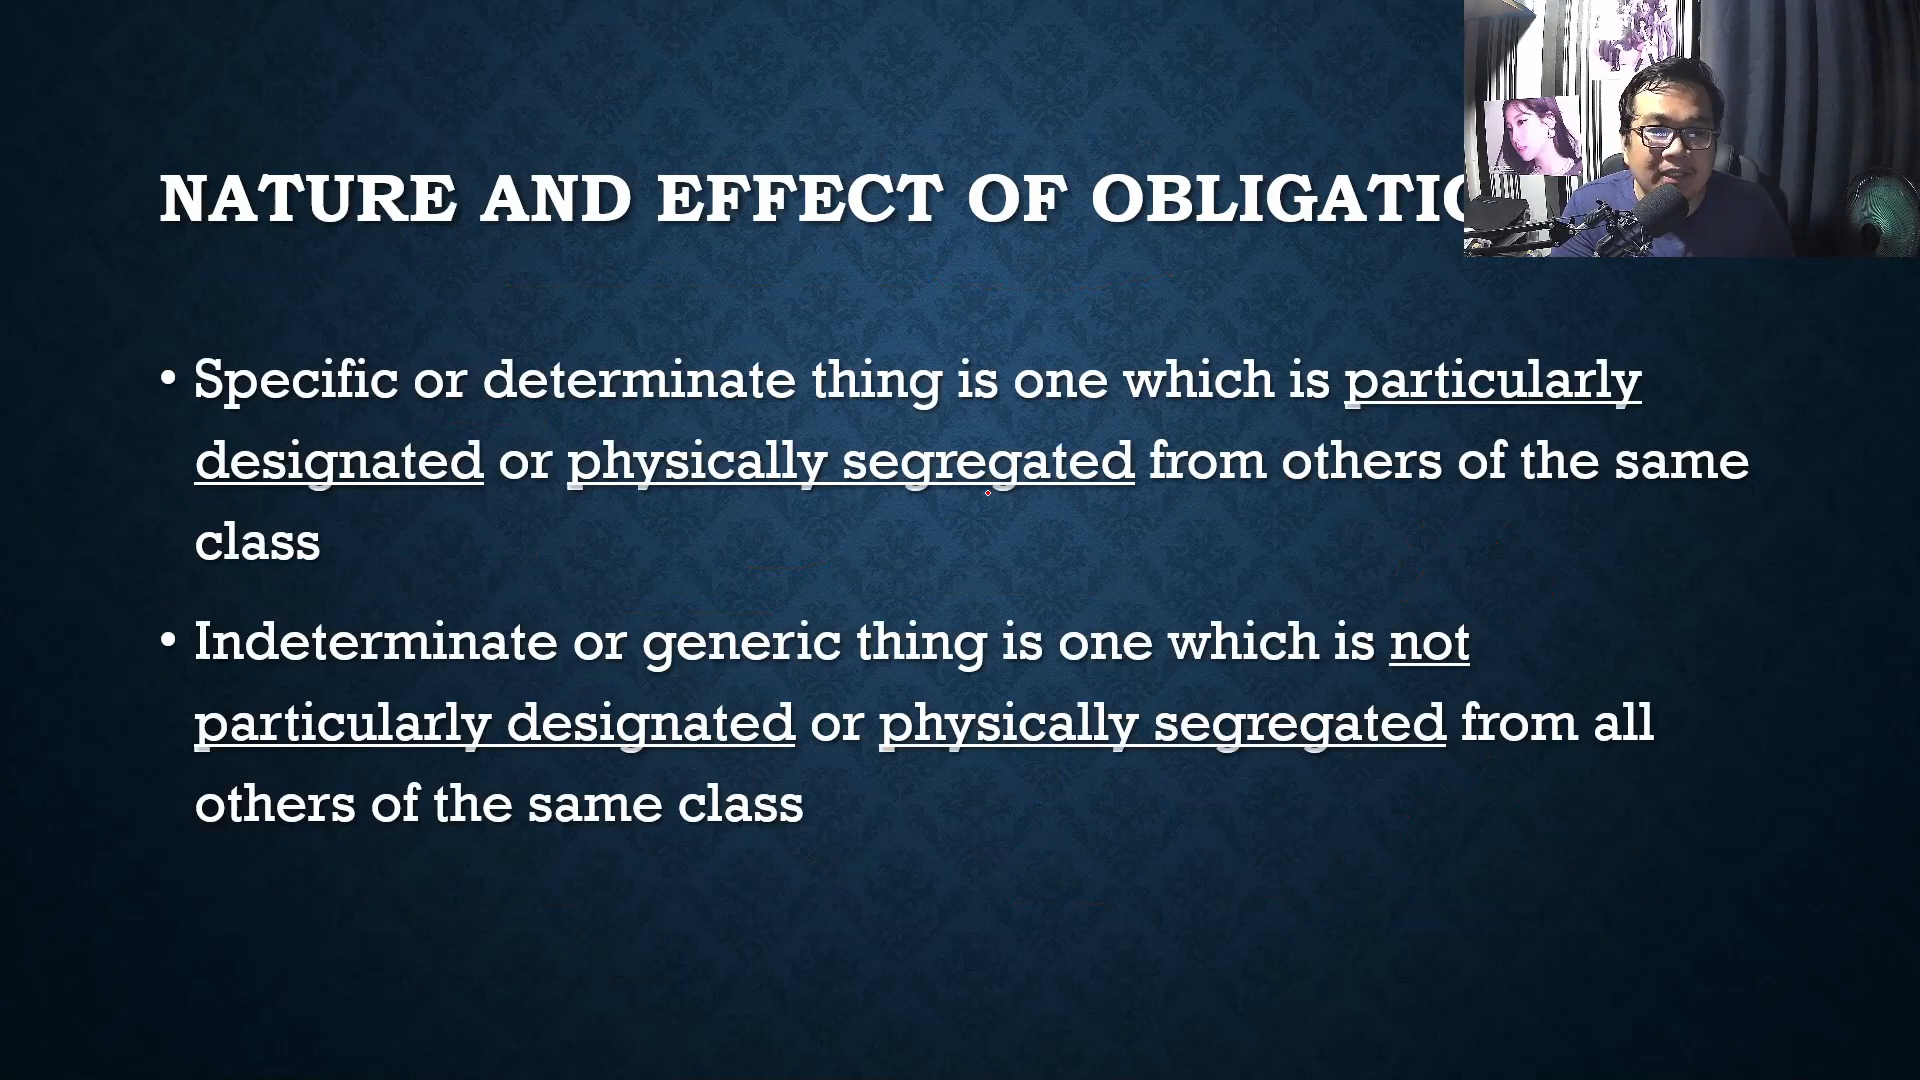 NATURE AND EFFECT OF OBLIGATIO
• Specific or determinate thing is one which is particularly
designated or physically segregated from others of the same
class
• Indeterminate or generic thing is one which is not
particularly designated or physically segregated from all
others of the same class